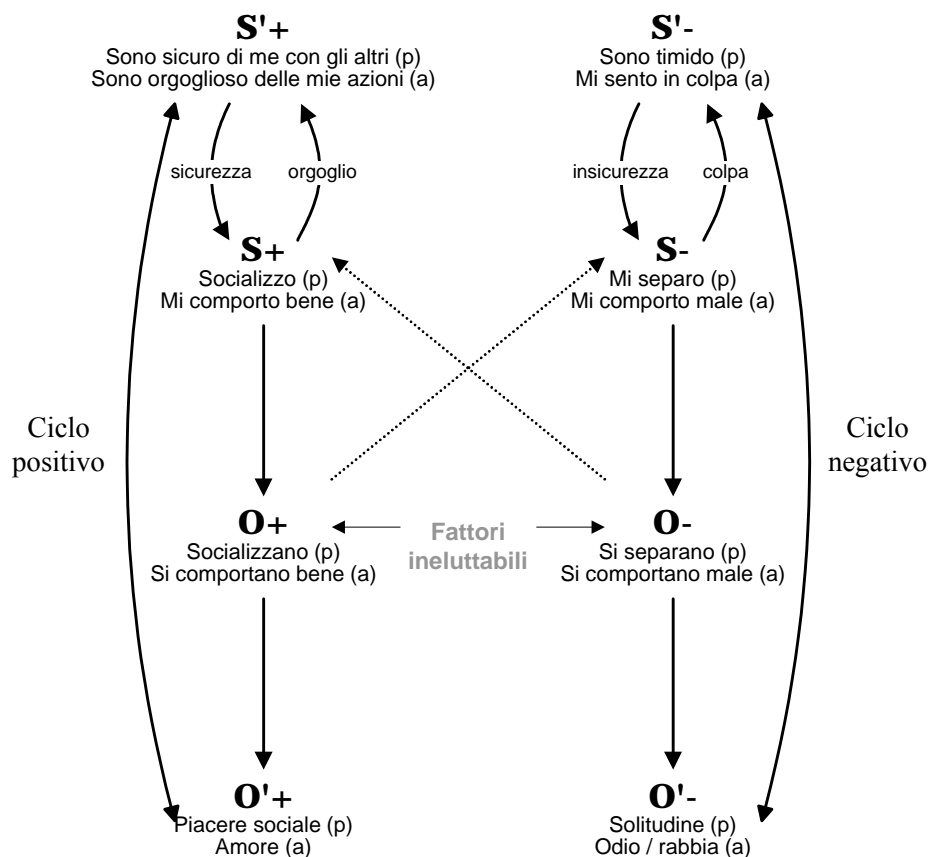 S'+
Sono sicuro di me con gli altri (p)
Sono orgoglioso delle mie azioni (a)
S'-
Sono timido (p)
Mi sento in colpa (a)
sicurezza
orgoglio
insicurezza
colpa
S+
Socializzo (p)
Mi comporto bene (a)
S-
Mi separo (p)
Mi comporto male (a)
Ciclo
positivo
Ciclo
negativo
O+
Socializzano (p)
Si comportano bene (a)
Fattori
ineluttabili
O-
Si separano (p)
Si comportano male (a)
O'+
Piacere sociale (p)
Amore (a)
O'-
Solitudine (p)
Odio / rabbia (a)